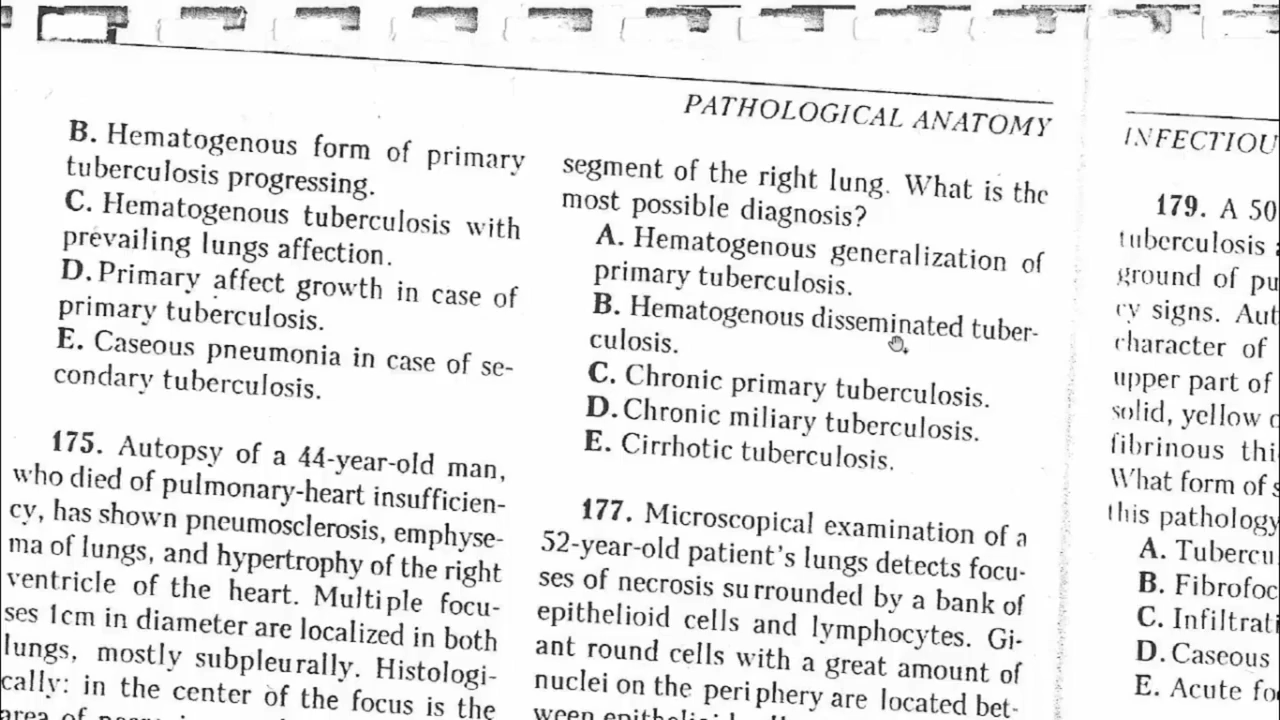 PATHOLOGICAL ANATOMY
B. Hematogenous form of primary
tuberculosis progressing.
C. Hematogenous tuberculosis with
prevailing lungs affection.
D. Primary affect growth in case of
primary tuberculosis.
E. Caseous pneumonia in case of se-
condary tuberculosis.
175. Autopsy of a 44-year-old man,
who died of pulmonary-heart insufficien-
cy, has shown pneumosclerosis, emphyse-
ma of lungs, and hypertrophy of the right
ventricle of the heart. Multiple focu-
ses 1cm in diameter are localized in both
lungs, mostly subpleurally. Histologi-
cally: in the center of the focus is the
area of
segment of the right lung. What is the
most possible diagnosis?
A. Hematogenous generalization of
primary tuberculosis.
B. Hematogenous disseminated tuber-
culosis.
C. Chronic primary tuberculosis.
D. Chronic miliary tuberculosis.
E. Cirrhotic tuberculosis.
177. Microscopical examination of a
52-year-old patient's lungs detects focu-
ses of necrosis surrounded by a bank of
epithelioid cells and lymphocytes. Gi-
ant round cells with a great amount of
nuclei on the periphery are located bet-
ween
INFECTIOU
179. A 50
tuberculosis
ground of pu
cy signs. Aut
character of
upper part of
solid, yellow
fibrinous thi
What form of s
this pathology
A. Tubercu
B. Fibrofoc
C. Infiltrati
D. Caseous
E. Acute fo